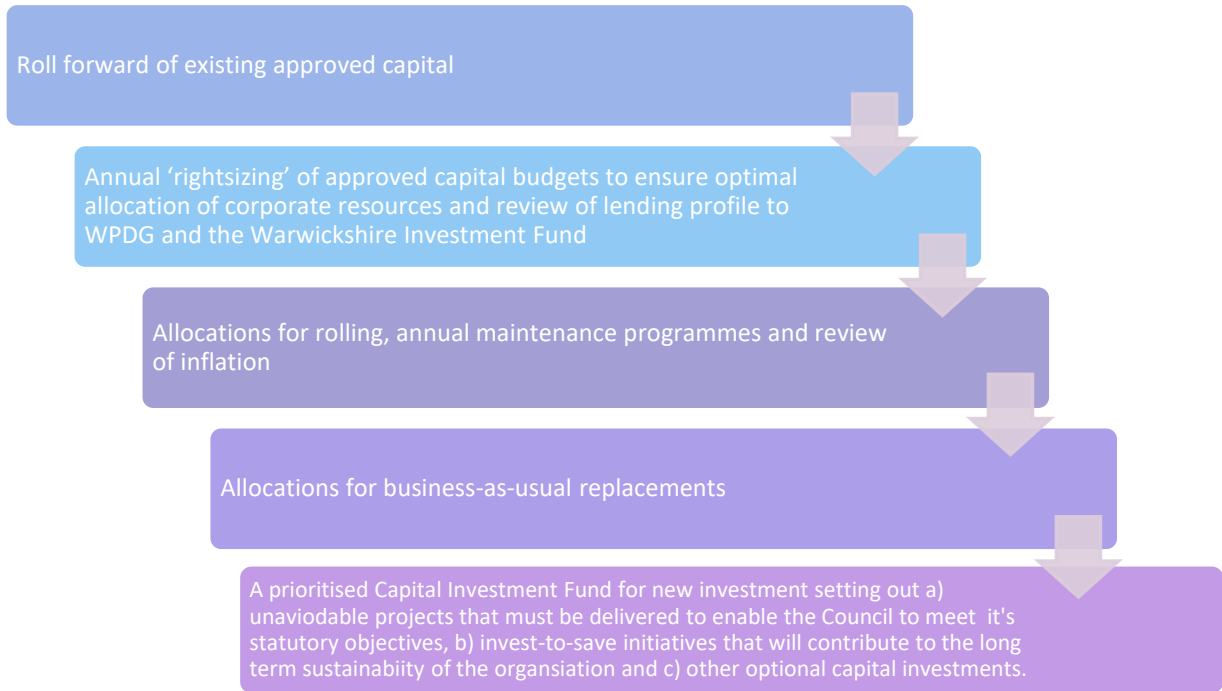 Roll forward of existing approved capital
Annual ‘rightsizing’ of approved capital budgets to ensure optimal
allocation of corporate resources and review of lending profile to
WPDG and the Warwickshire Investment Fund
Allocations for rolling, annual maintenance programmes and review
of inflation
Allocations for business-as-usual replacements
A prioritised Capital Investment Fund for new investment setting out a)
unaviodable projects that must be delivered to enable the Council to meet it's
statutory objectives, b) invest-to-save initiatives that will contribute to the long
term sustainabiity of the organsiation and c) other optional capital investments.